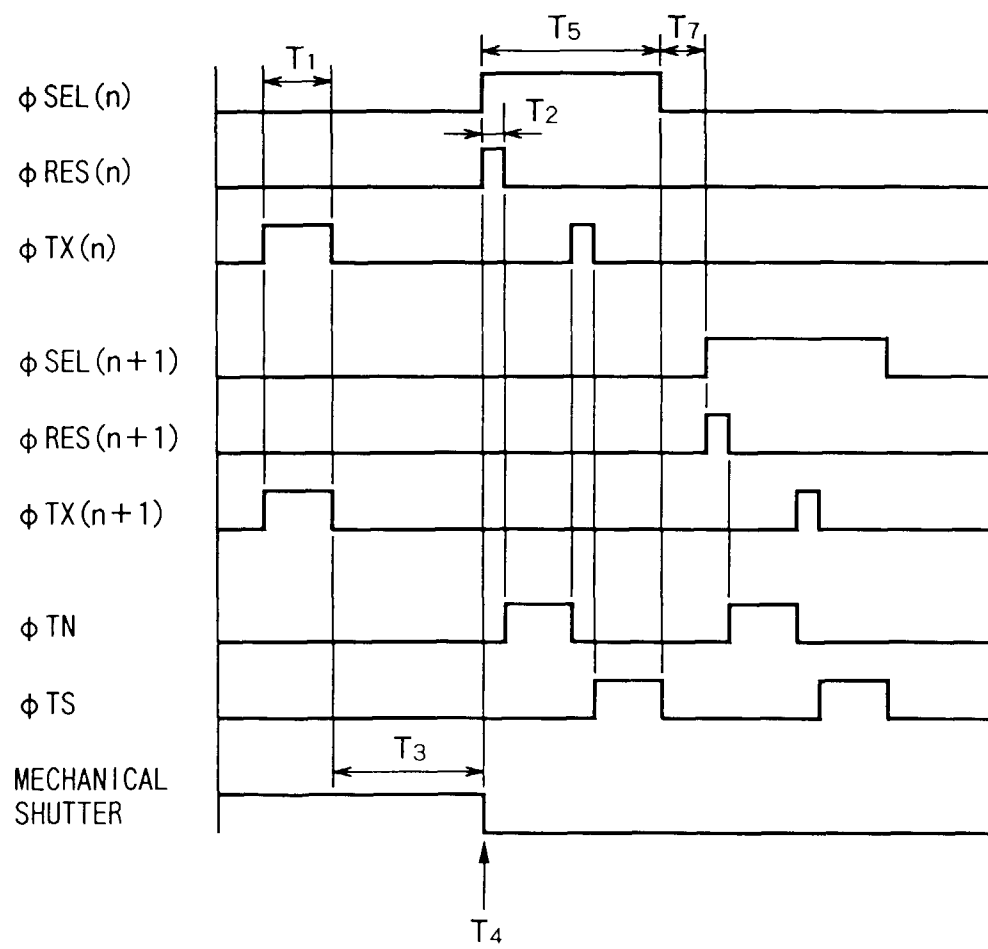 T5 T7
T1
φSEL(n)
T2
φRES(n)
φTX(n)
φSEL(n+1)
φRES(n+1)
φTX(n+1)
φTN
φTS
T3
MECHANICAL
SHUTTER
T4